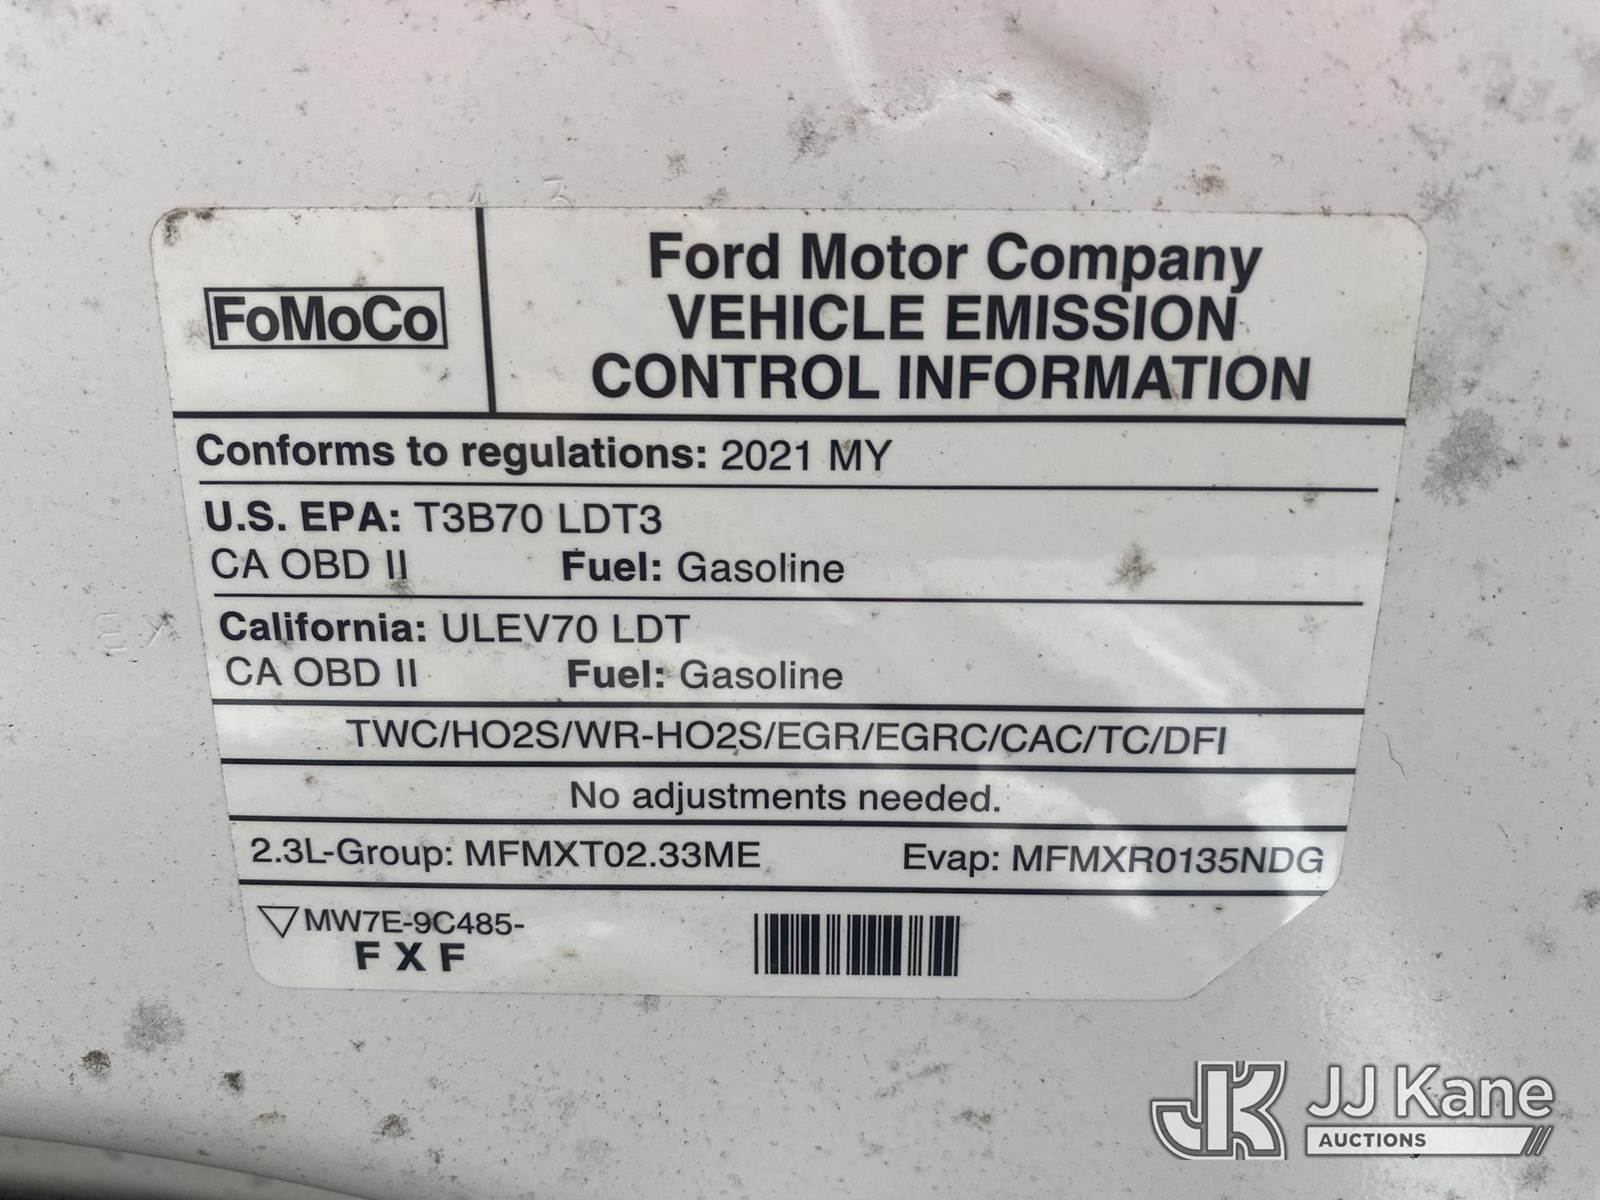 FoMoCo
Ford Motor Company
VEHICLE EMISSION
CONTROL INFORMATION
Conforms to regulations: 2021 MY
U.S. EPA: T3B70 LDT3
CA OBD II Fuel: Gasoline
California: ULEV70 LDT
CA OBD II Fuel: Gasoline
TWC/HO2S/WR-HO2S/EGR/EGRC/CAC/TC/DFI
No adjustments needed.
2.3L-Group: MFMXT02.33ME Evap: MFMXR0135NDG
MW7E-9C485-
F X F
JK JJ Kane
AUCTIONS